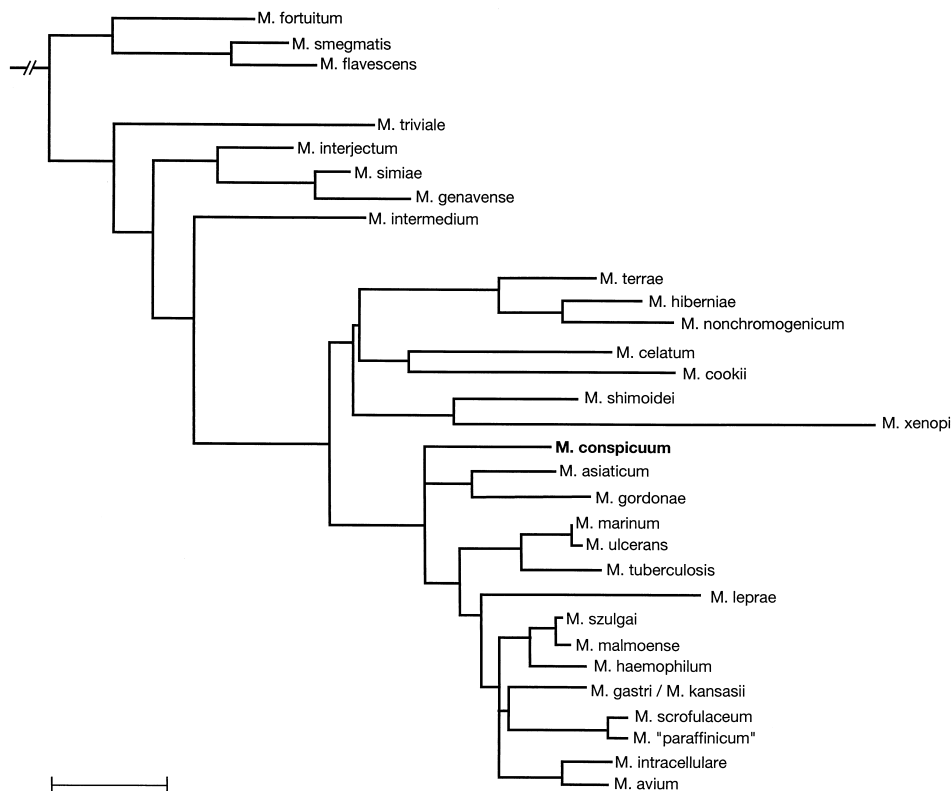 M. fortuitum
M. smegmatis
M. flavescens
M. triviale
M. interjectum
M. simiae
M. genavense
M. intermedium
M. terrae
M. hiberniae
M. nonchromogenicum
M. celatum
M. cookii
M. shimoidei
M. xenopi
M. conspicuum
M. asiaticum
M. gordonae
M. marinum
M. ulcerans
M. tuberculosis
M. leprae
M. szulgai
M. malmoense
M. haemophilum
M. gastri / M. kansasii
M. scrofulaceum
M. "paraffinicum"
M. intracellulare
M. avium